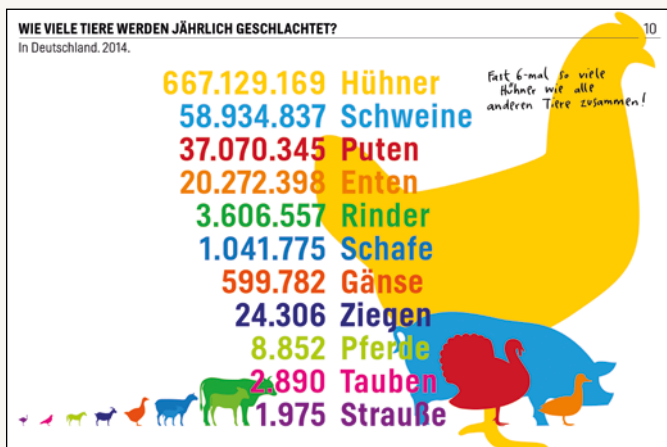 WIE VIELE TIERE WERDEN JÄHRLICH GESCHLACHTET?
10
In Deutschland. 2014.
Fast 6-mal so viele
Hühner wie alle
anderen Tiere zusammen!
667.129.169 Hühner
58.934.837 Schweine
37.070.345 Puten
20.272.398 Enten
3.606.557 Rinder
1.041.775 Schafe
599.782 Gänse
24.306 Ziegen
8.852 Pferde
2.890 Tauben
1.975 Strauße